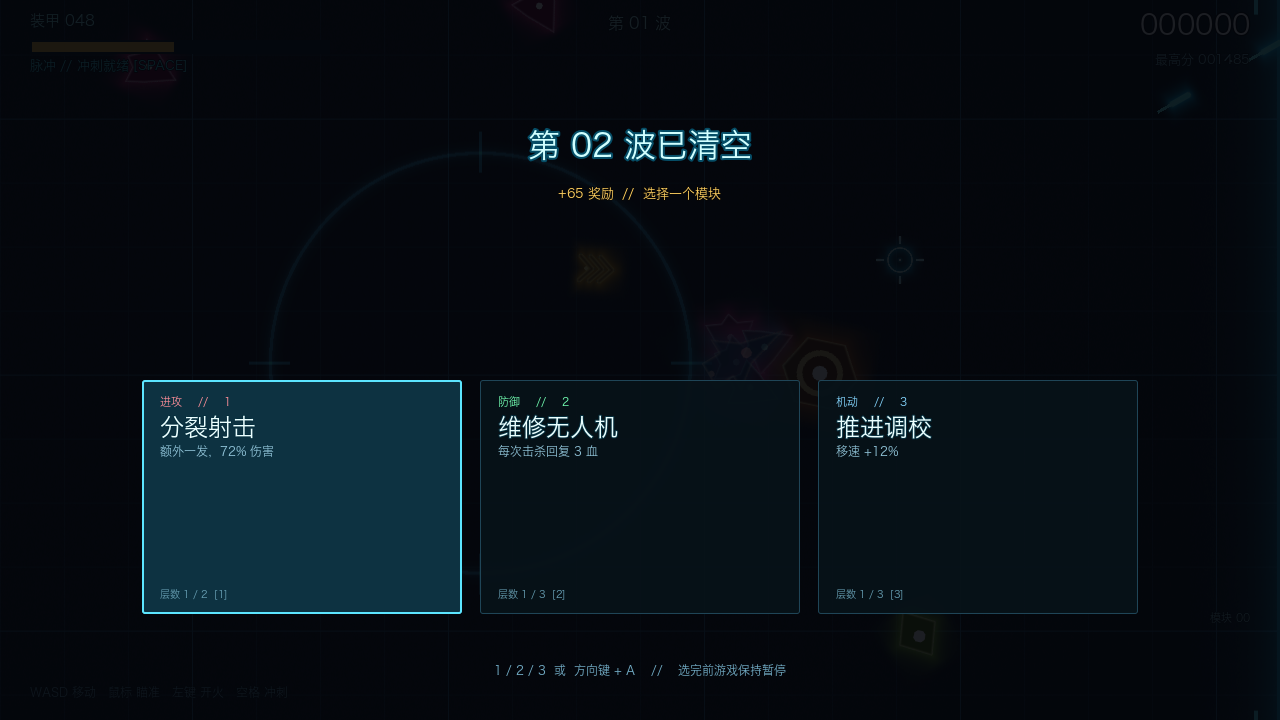 装甲 048
第 01 波
000000
脉冲 // 冲刺就绪 [SPACE]
最高分 001485
第 02 波已清空
+65 奖励 // 选择一个模块
进攻 // 1
分裂射击
额外一发，72% 伤害
层数 1 / 2 [1]
防御 // 2
维修无人机
每次击杀回复 3 血
层数 1 / 3 [2]
机动 // 3
推进调校
移速 +12%
层数 1 / 3 [3]
模块 00
1 / 2 / 3 或 方向键 + A // 选完前游戏保持暂停
WASD 移动 鼠标 瞄准 左键 开火 空格 冲刺